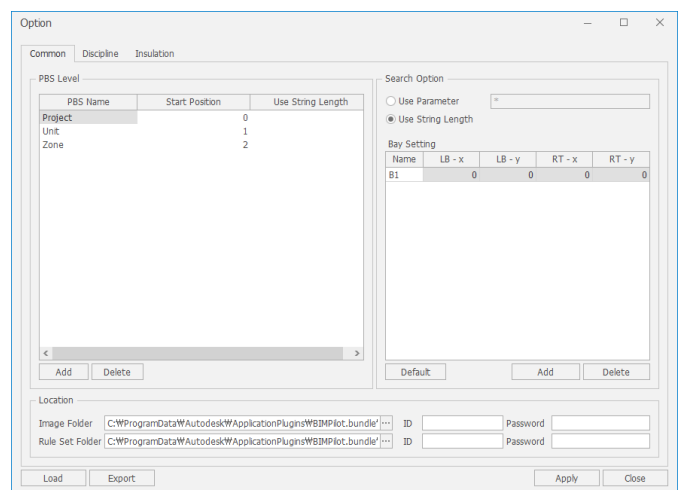 Option
Common Discipline Insulation
PBS Level
PBS Name Start Position Use String Length
Project 0
Unit 1
Zone 2
Add Delete
Search Option
Use Parameter *
Use String Length
Bay Setting
Name LB - x LB - y RT - x RT - y
B1 0 0 0 0
Default Add Delete
Location
Image Folder C:₩ProgramData₩Autodesk₩ApplicationPlugins₩BIMPilot.bundle₩ ... ID Password
Rule Set Folder C:₩ProgramData₩Autodesk₩ApplicationPlugins₩BIMPilot.bundle₩ ... ID Password
Load Export Apply Close